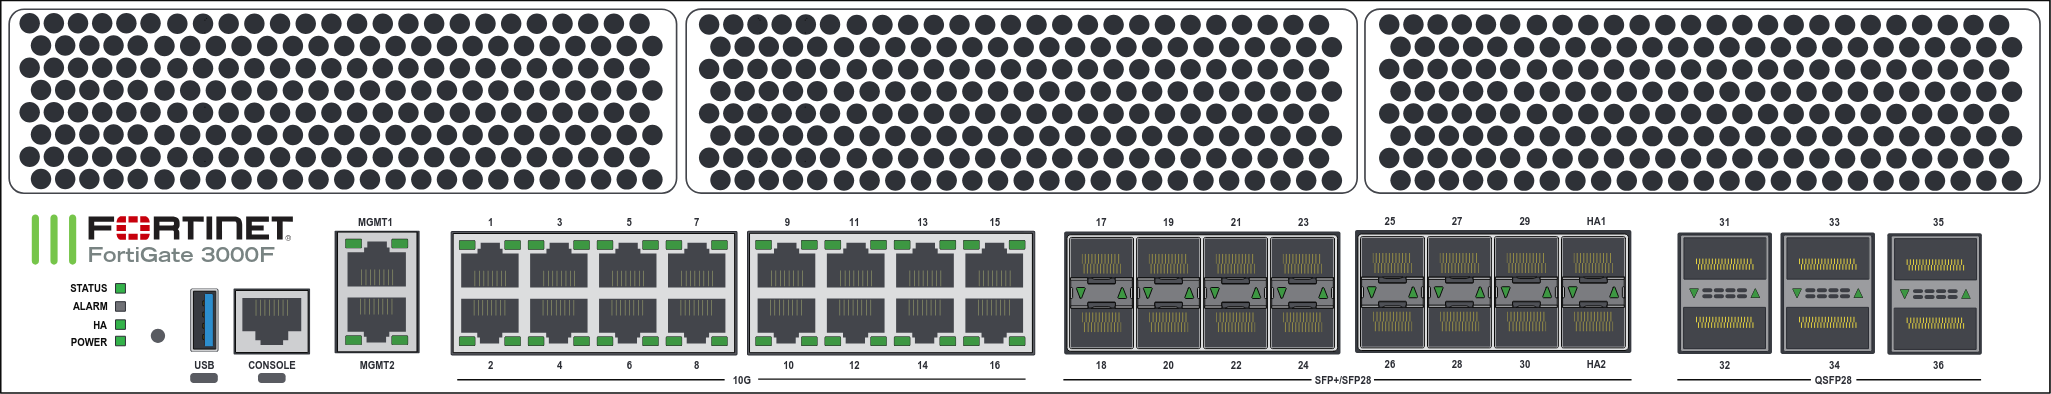 FORTINET®
FortiGate 3000F
STATUS
ALARM
HA
POWER
USB
CONSOLE
MGMT1
MGMT2
1 3 5 7 9 11 13 15
2 4 6 8 10 12 14 16
10G
17 19 21 23 25 27 29 HA1
18 20 22 24 26 28 30 HA2
SFP+/SFP28
31 33 35
32 34 36
QSFP28